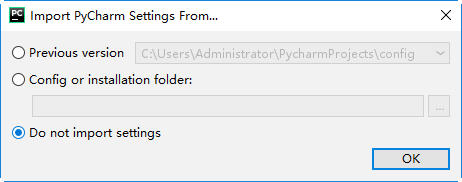 PC Import PyCharm Settings From...
Previous version C:\Users\Administrator\PycharmProjects\config
Config or installation folder:
...
Do not import settings
OK